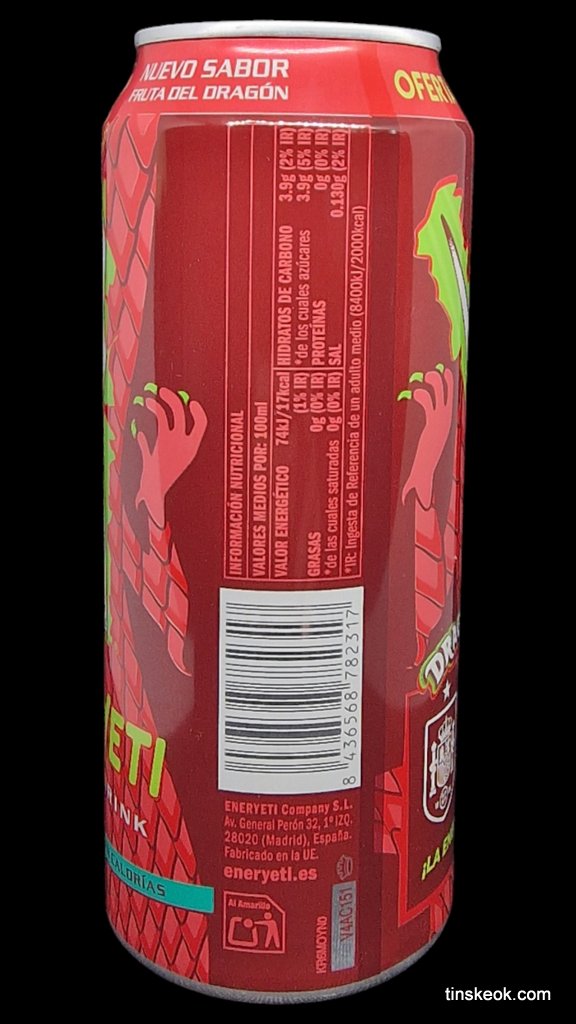 NUEVO SABOR
FRUTA DEL DRAGÓN
OFERT
INFORMACIÓN NUTRICIONAL
VALORES MEDIOS POR: 100ml
VALOR ENERGÉTICO 74kJ/17kcal
(1% IR)
GRASAS 0g (0% IR)
*de las cuales saturadas 0g (0% IR)
HIDRATOS DE CARBONO 3.9g (2% IR)
*de los cuales azúcares 3.9g (5% IR)
PROTEÍNAS 0g (0% IR)
SAL 0.130g (2% IR)
*IR: Ingesta de Referencia de un adulto medio (8400kJ/2000kcal)
8 436568 782317
YETI
RINK
CALORÍAS
DRA
¡LA EN
ENERYETI Company S.L.
Av. General Perón 32, 1º IZQ.
28020 (Madrid), España.
Fabricado en la UE.
eneryeti.es
Al Amarillo
V4AC151
tinskeok.com